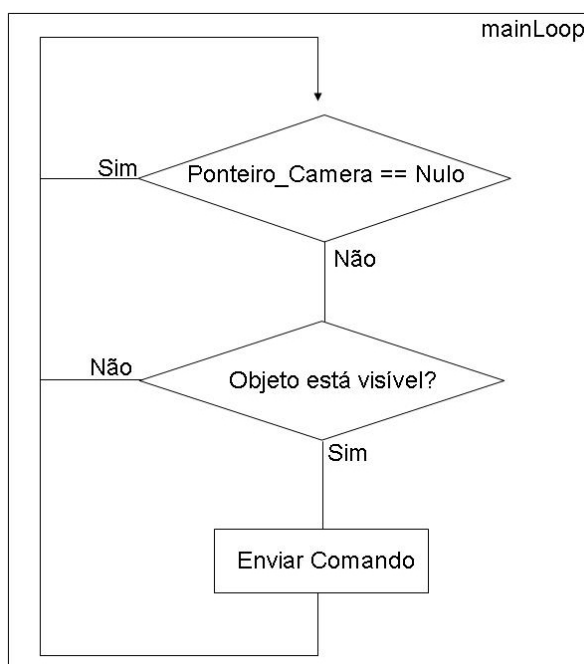 mainLoop
Ponteiro_Camera == Nulo
Sim
Não
Objeto está visível?
Não
Sim
Enviar Comando